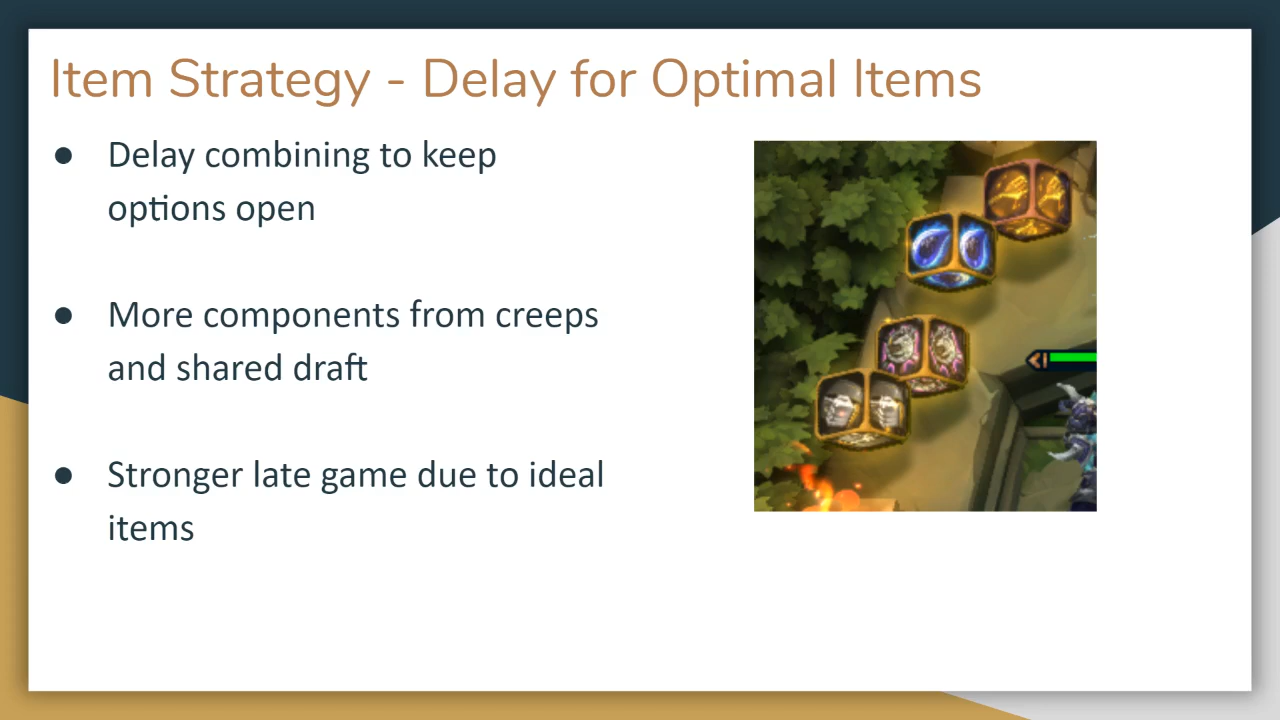 Item Strategy - Delay for Optimal Items
● Delay combining to keep
options open
● More components from creeps
and shared draft
● Stronger late game due to ideal
items